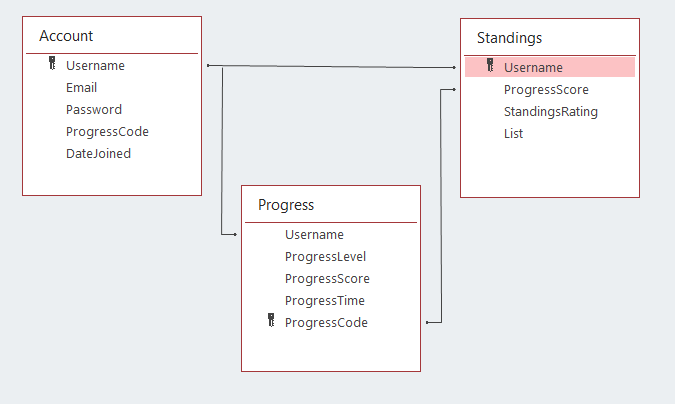 Account
Username
Email
Password
ProgressCode
DateJoined
Standings
Username
ProgressScore
StandingsRating
List
Progress
Username
ProgressLevel
ProgressScore
ProgressTime
ProgressCode